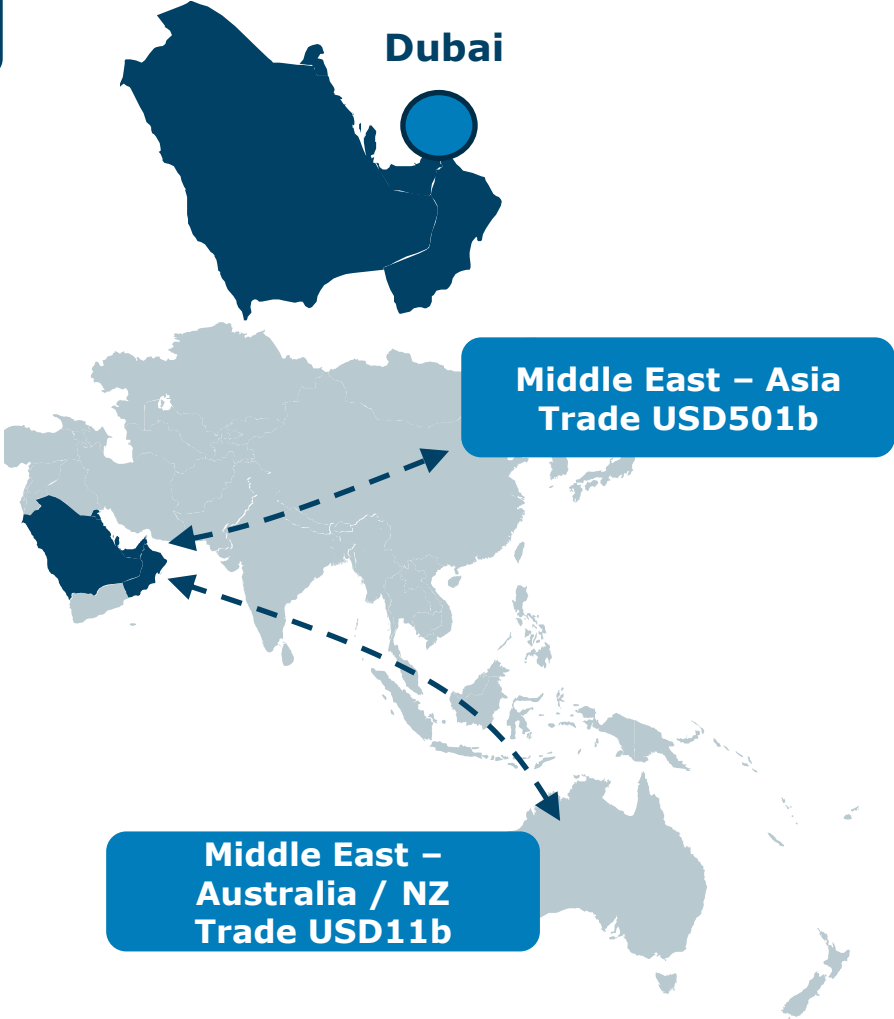 Dubai
Middle East – Asia
Trade USD501b
Middle East –
Australia / NZ
Trade USD11b